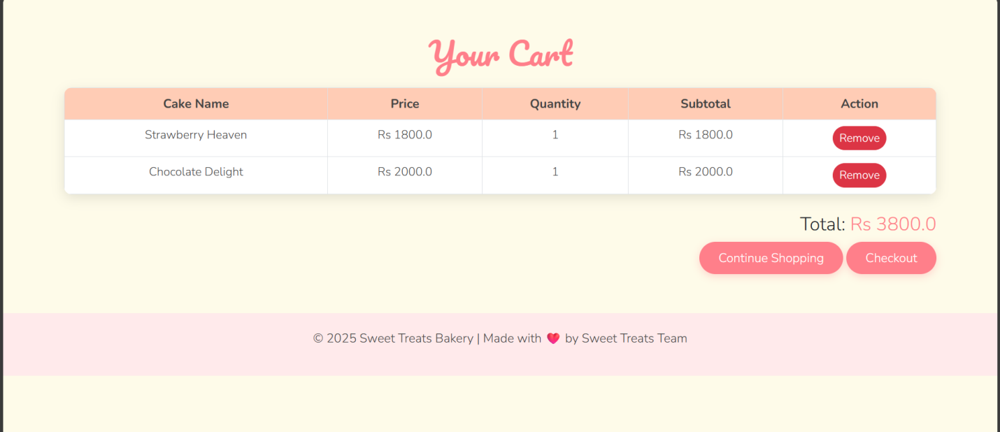 Your Cart
Cake Name Price Quantity Subtotal Action
Strawberry Heaven Rs 1800.0 1 Rs 1800.0 Remove
Chocolate Delight Rs 2000.0 1 Rs 2000.0 Remove
Total: Rs 3800.0
Continue Shopping Checkout
© 2025 Sweet Treats Bakery | Made with ❤️ by Sweet Treats Team